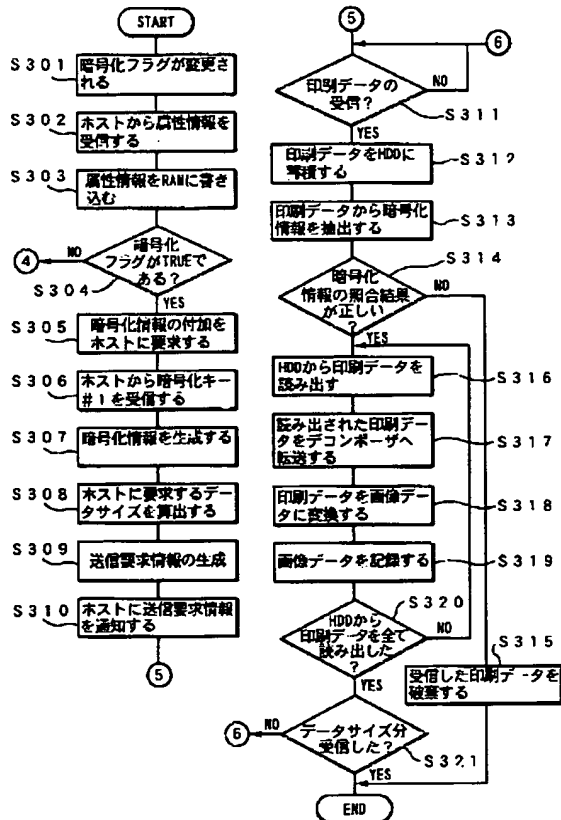 START
S301
暗号化フラグが変更さ
れる
S302
ホストから属性情報を
受信する
S303
属性情報をRAMに書き込
む
暗号化
フラグがTRUEで
ある?
NO
④
S304
YES
S305
暗号化情報の付加を
ホストに要求する
S306
ホストから暗号化キー
#1を受信する
S307
暗号化情報を生成する
S308
ホストに要求するデー
タサイズを算出する
S309
送信要求情報の生成
S310
ホストに送信要求情報
を通知する
⑤
⑤
⑥
印刷データの
受信?
NO
S311
YES
印刷データをHDDに
蓄積する
S312
印刷データから暗号化
情報を抽出する
S313
暗号化
情報の照合結果
が正しい
?
S314
NO
YES
HDDから印刷データを
読み出す
S316
読み出された印刷デー
タをデコンポーザへ
転送する
S317
印刷データを画像デー
タに変換する
S318
画像データを記録する
S319
HDDから
印刷データを全て
読み出した
?
S320
NO
S315
受信した印刷データを
破棄する
YES
データサイズ分
受信した?
NO
⑥
S321
YES
END